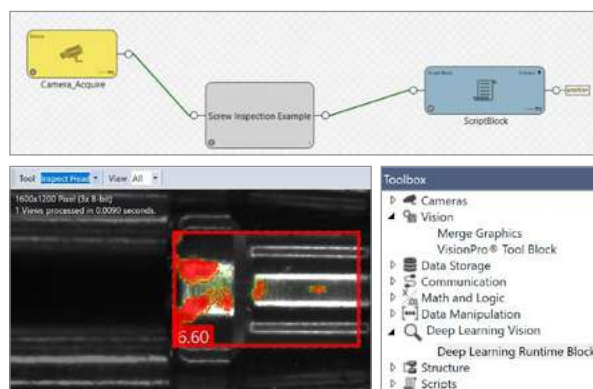 Camera_Acquire
Screw Inspection Example
ScriptBlock
Tool Inspect Head View All
1600x1200 Pixel (3x 8-bit)
1 Views processed in 0.0090 seconds.
6.60
Toolbox
Cameras
Vision
Merge Graphics
VisionPro® Tool Block
Data Storage
Communication
Math and Logic
Data Manipulation
Deep Learning Vision
Deep Learning Runtime Block
Structure
Scripts